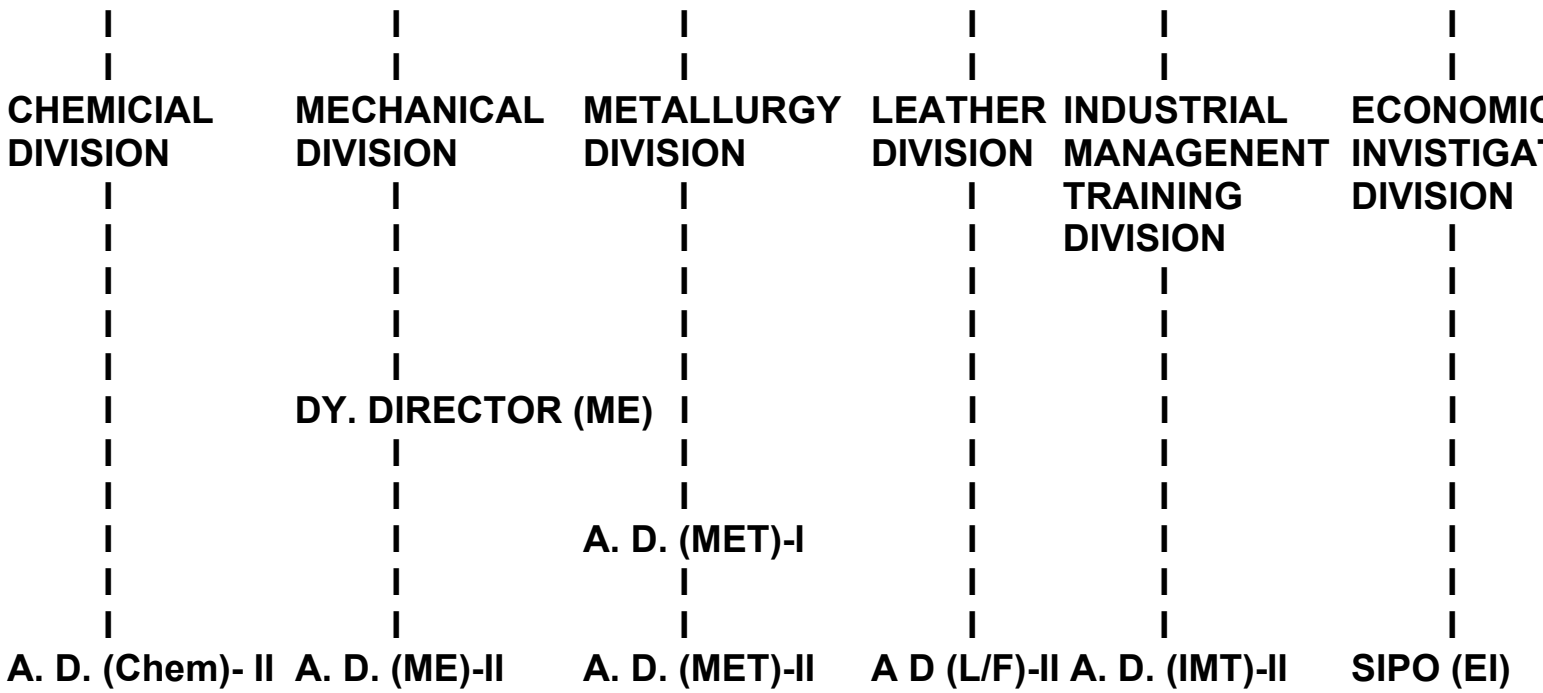 CHEMICIAL MECHANICAL METALLURGY LEATHER INDUSTRIAL
DIVISION DIVISION DIVISION DIVISION MANAGENENT
TRAINING DIVISION
DIVISION
DY. DIRECTOR (ME)
A. D. (MET)-I
A. D. (Chem)- II A. D. (ME)-II A. D. (MET)-II A D (L/F)-II A. D. (IMT)-II SIPO (EI)